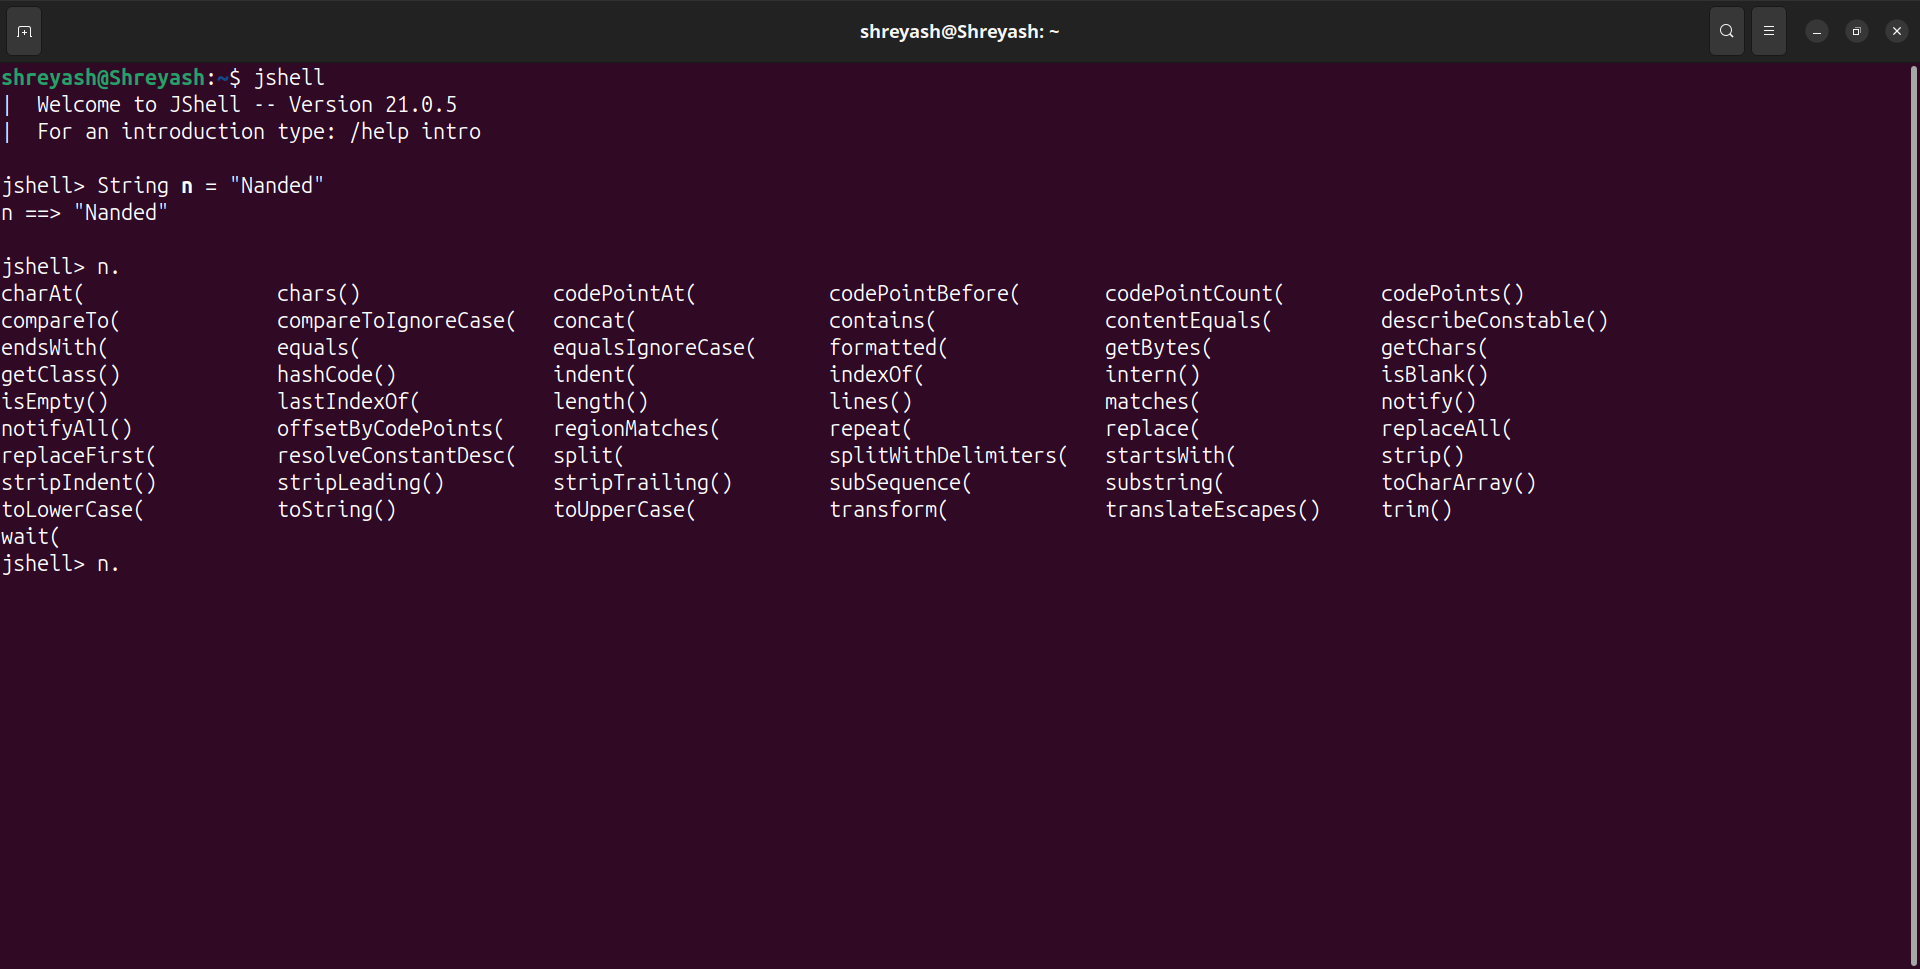 shreyash@Shreyash: ~
shreyash@Shreyash:~$ jshell
|  Welcome to JShell -- Version 21.0.5
|  For an introduction type: /help intro
jshell> String n = "Nanded"
n ==> "Nanded"
jshell> n.
charAt(                chars()                codePointAt(           codePointBefore(       codePointCount(        codePoints()
compareTo(             compareToIgnoreCase(   concat(                contains(              contentEquals(         describeConstable()
endsWith(              equals(                equalsIgnoreCase(      formatted(             getBytes(              getChars(
getClass()             hashCode()             indent(                indexOf(               intern()               isBlank()
isEmpty()              lastIndexOf(           length()               lines()                matches(               notify()
notifyAll()            offsetByCodePoints(    regionMatches(         repeat(                replace(               replaceAll(
replaceFirst(          resolveConstantDesc(   split(                 splitWithDelimiters(   startsWith(            strip()
stripIndent()          stripLeading()         stripTrailing()        subSequence(           substring(             toCharArray()
toLowerCase(           toString()             toUpperCase(           transform(             translateEscapes()     trim()
wait(
jshell> n.